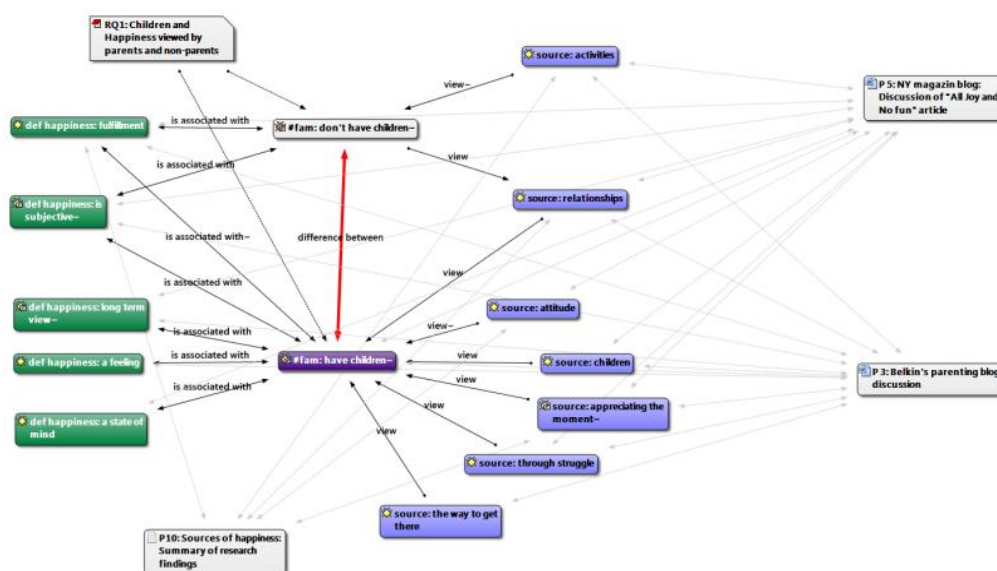 RQ1: Children and
Happiness viewed by
parents and non-parents
source: activities
view~
P 5: NY magazin blog:
Discussion of "All Joy and
No fun" article
def happiness: fulfillment
is associated with
#fam: don't have children~
is associated with
view
def happiness: is
subjective~
source: relationships
is associated with~
difference between
is associated with
view
def happiness: long term
view~
source: attitude
is associated with
view~
def happiness: a feeling
is associated with
#fam: have children~
view
source: children
P 3: Belkin's parenting blog
discussion
is associated with
view
source: appreciating the
moment~
def happiness: a state of
mind
view
view
source: through struggle
source: the way to get
there
P10: Sources of happiness:
Summary of research
findings